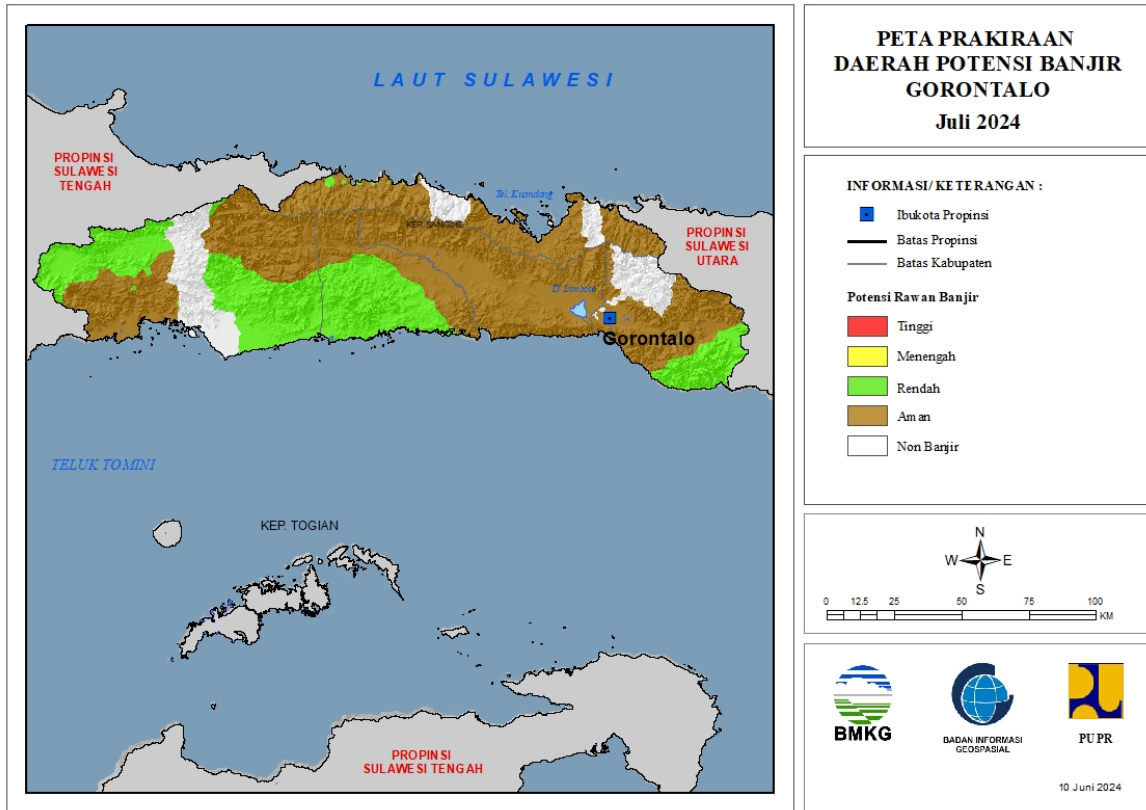 LAUT SULAWESI
PROPINSI
SULAWESI
TENGAH
Tel. Kuandang
KEP. SANGIHE
PROPINSI
SULAWESI
UTARA
D. Limboto
Gorontalo
TELUK TOMINI
KEP. TOGIAN
PROPINSI
SULAWESI TENGAH
PETA PRAKIRAAN
DAERAH POTENSI BANJIR
GORONTALO
Juli 2024
INFORMASI/ KETERANGAN :
Ibukota Propinsi
Batas Propinsi
Batas Kabupaten
Potensi Rawan Banjir
Tinggi
Menengah
Rendah
Aman
Non Banjir
N
W E
S
0 12.5 25 50 75 100
KM
BMKG
BADAN INFORMASI
GEOSPASIAL
PUPR
10 Juni 2024